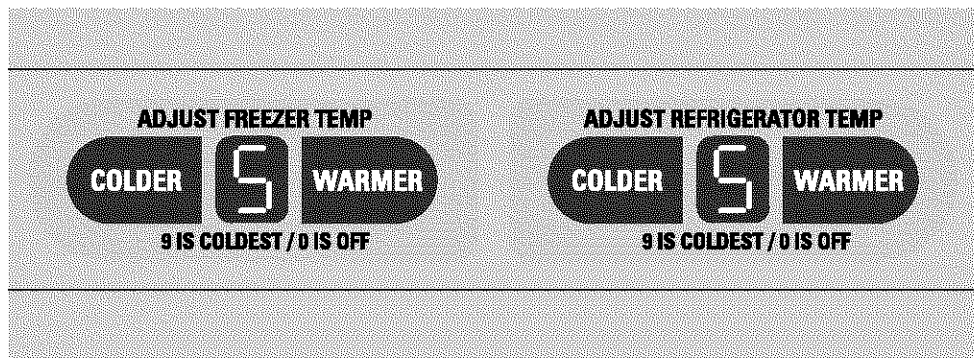 ADJUST FREEZER TEMP
COLDER 5 WARMER
9 IS COLDEST / 0 IS OFF
ADJUST REFRIGERATOR TEMP
COLDER 5 WARMER
9 IS COLDEST / 0 IS OFF